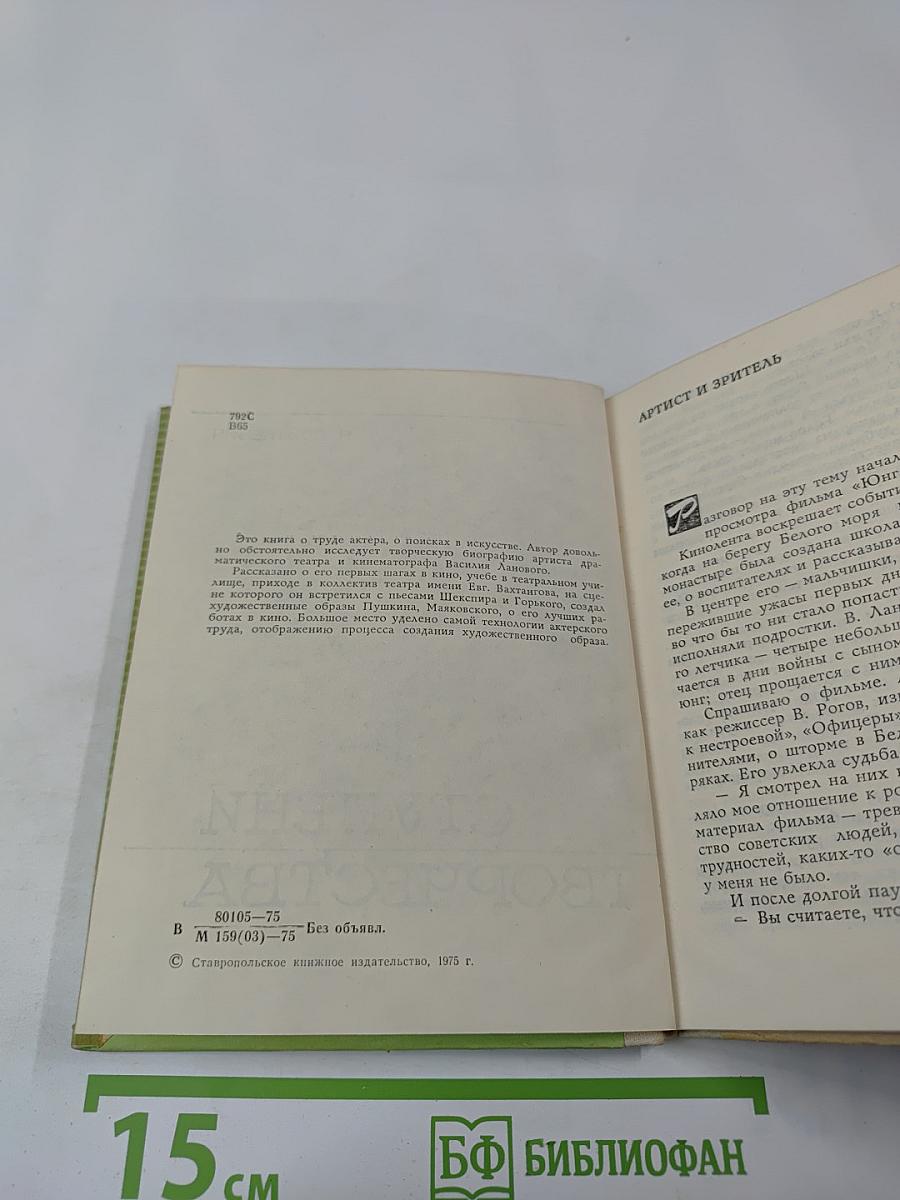 792С
В65
Это книга о труде актера, о поисках в искусстве. Автор доволь-
но обстоятельно исследует творческую биографию артиста дра-
матического театра и кинематографа Василия Ланового.
Рассказано о его первых шагах в кино, учебе в театральном учи-
лище, приходе в коллектив театра имени Евг. Вахтангова, на сце-
не которого он встретился с пьесами Шекспира и Горького, создал
художественные образы Пушкина, Маяковского, о его лучших ра-
ботах в кино. Большое место уделено самой технологии актерского
труда, отображению процесса создания художественного образа.
СТУПЕНИ
ТВОРЧЕСТВА
В 80105—75
М 159(03)—75 Без объявл.
© Ставропольское книжное издательство, 1975 г.
АРТИСТ И ЗРИТЕЛЬ
Разговор на эту тему начал
просмотра фильма «Юнг
Кинолента воскрешает событи
когда на берегу Белого моря
монастыре была создана школа
ее, о воспитателях и рассказыва
В центре его — мальчишки,
пережившие ужасы первых дн
во что бы то ни стало попаст
исполняли подростки. В. Лан
го летчика — четыре небольш
чается в дни войны с сыном
юнг; отец прощается с ним
Спрашиваю о фильме. А
как режиссер В. Рогов, из
к нестроевой», «Офицеры»
нителями, о шторме в Бел
ряках. Его увлекла судьба
— Я смотрел на них
ляло мое отношение к ро
материал фильма — трев
ство советских людей,
трудностей, каких-то «с
у меня не было.
И после долгой пау
— Вы считаете, что
15 см
БФ БИБЛИОФАН